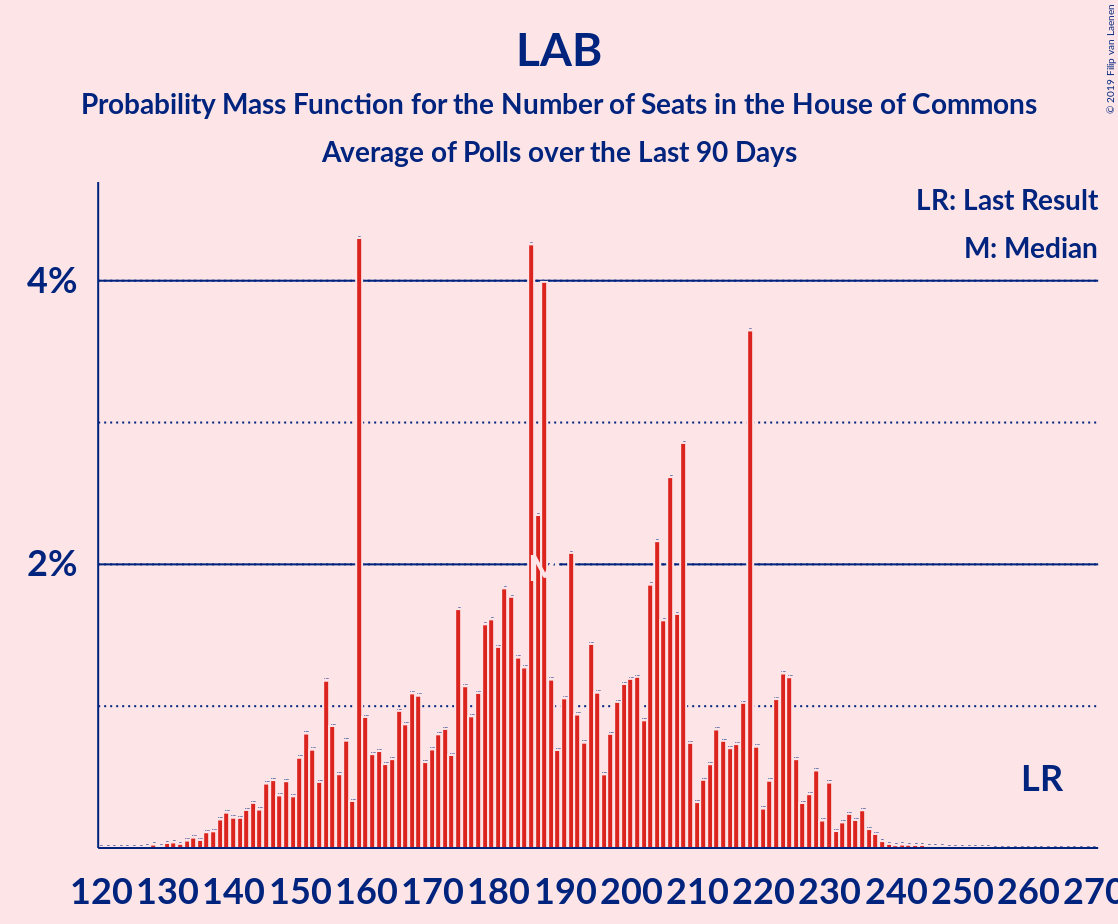 LAB
Probability Mass Function for the Number of Seats in the House of Commons
Average of Polls over the Last 90 Days
© 2019 Filip van Laenen
LR: Last Result
M: Median
4%
2%
LR
120 130 140 150 160 170 180 190 200 210 220 230 240 250 260 270